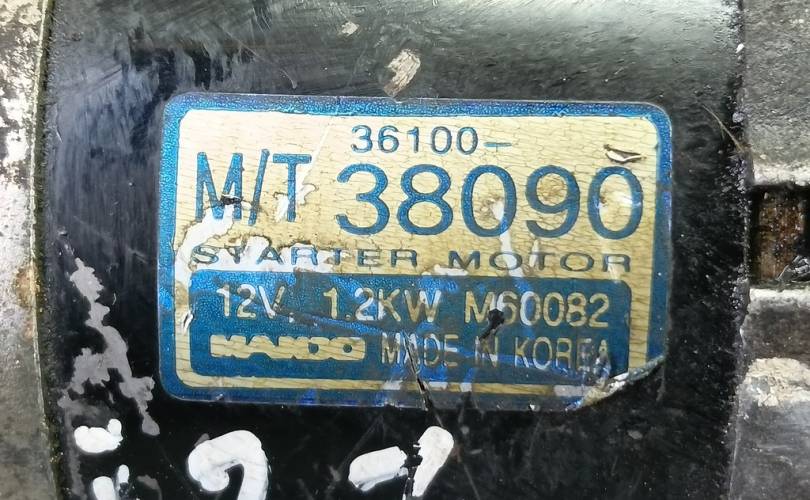 36100-
M/T 38090
STARTER MOTOR
12V, 1.2KW M60082
MANDO MADE IN KOREA